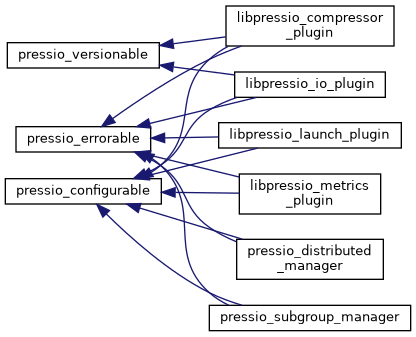 libpressio_compressor
_plugin
pressio_versionable
libpressio_io_plugin
pressio_errorable
libpressio_launch_plugin
pressio_configurable
libpressio_metrics
_plugin
pressio_distributed
_manager
pressio_subgroup_manager